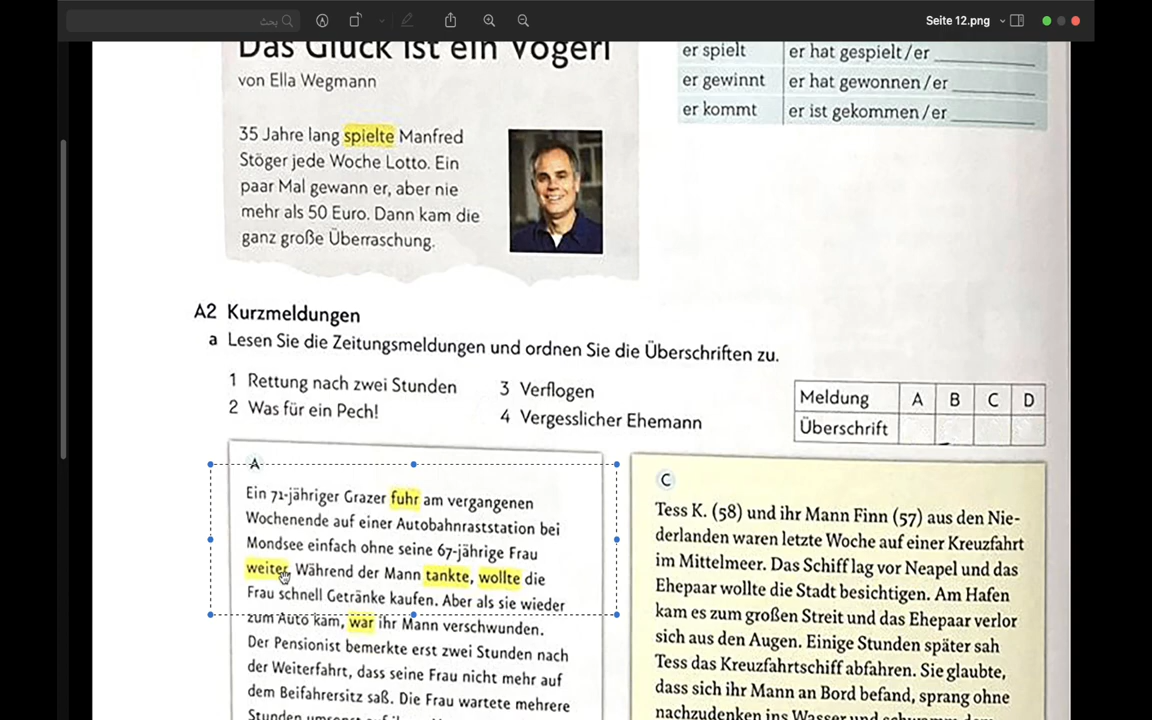 بحث
Seite 12.png
Das Glück ist ein Vogerl
von Ella Wegmann
35 Jahre lang spielte Manfred
Stöger jede Woche Lotto. Ein
paar Mal gewann er, aber nie
mehr als 50 Euro. Dann kam die
ganz große Überraschung.
er spielt er hat gespielt/er
er gewinnt er hat gewonnen/er
er kommt er ist gekommen/er
A2 Kurzmeldungen
a Lesen Sie die Zeitungsmeldungen und ordnen Sie die Überschriften zu.
1 Rettung nach zwei Stunden
2 Was für ein Pech!
3 Verflogen
4 Vergesslicher Ehemann
Meldung A B C D
Überschrift
A
Ein 71-jähriger Grazer fuhr am vergangenen
Wochenende auf einer Autobahnraststation bei
Mondsee einfach ohne seine 67-jährige Frau
weiter. Während der Mann tankte, wollte die
Frau schnell Getränke kaufen. Aber als sie wieder
zum Auto kam, war ihr Mann verschwunden.
Der Pensionist bemerkte erst zwei Stunden nach
der Weiterfahrt, dass seine Frau nicht mehr auf
dem Beifahrersitz saß. Die Frau wartete mehrere
Stunden umsonst auf
C
Tess K. (58) und ihr Mann Finn (57) aus den Nie-
derlanden waren letzte Woche auf einer Kreuzfahrt
im Mittelmeer. Das Schiff lag vor Neapel und das
Ehepaar wollte die Stadt besichtigen. Am Hafen
kam es zum großen Streit und das Ehepaar verlor
sich aus den Augen. Einige Stunden später sah
Tess das Kreuzfahrtschiff abfahren. Sie glaubte,
dass sich ihr Mann an Bord befand, sprang ohne
nachzudenken ins Wasser und schwamm